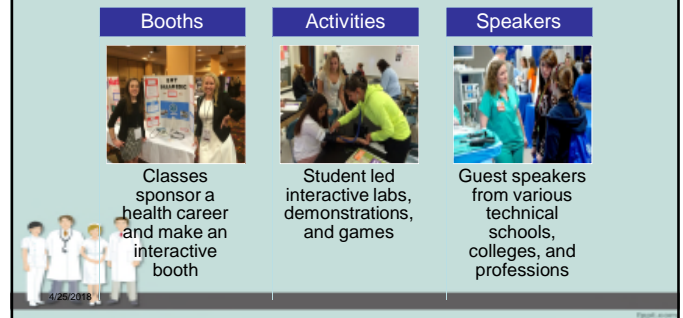 Booths
Activities
Speakers
Classes
sponsor a
health career
and make an
interactive
booth
Student led
interactive labs,
demonstrations,
and games
Guest speakers
from various
technical
schools,
colleges, and
professions
4/25/2018